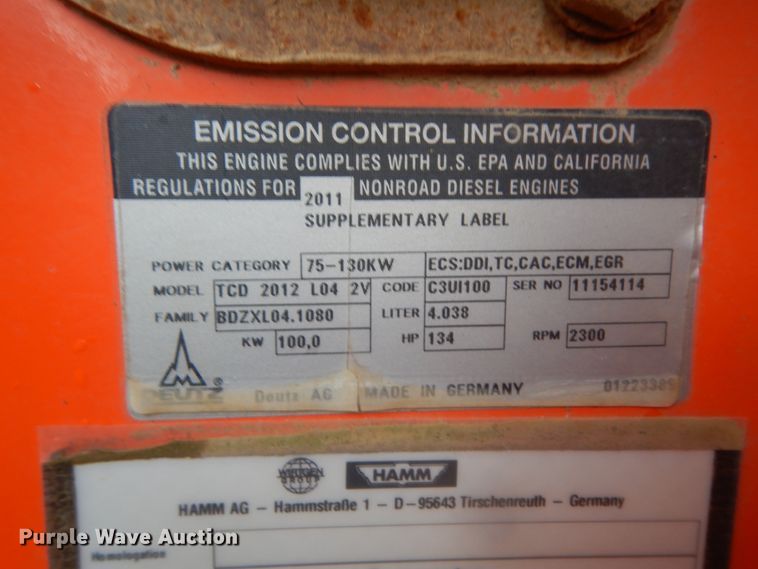 EMISSION CONTROL INFORMATION
THIS ENGINE COMPLIES WITH U.S. EPA AND CALIFORNIA
REGULATIONS FOR 2011 NONROAD DIESEL ENGINES
SUPPLEMENTARY LABEL
POWER CATEGORY 75-130KW ECS:DDI,TC,CAC,ECM,EGR
MODEL TCD 2012 L04 2V CODE C3UI100 SER NO 11154114
FAMILY BDZXL04.1080 LITER 4.038
KW 100,0 HP 134 RPM 2300
DEUTZ ® Deutz AG MADE IN GERMANY 01223389
WIRTGEN GROUP HAMM
HAMM AG – Hammstraße 1 – D–95643 Tirschenreuth – Germany
Homologation
Purple Wave Auction